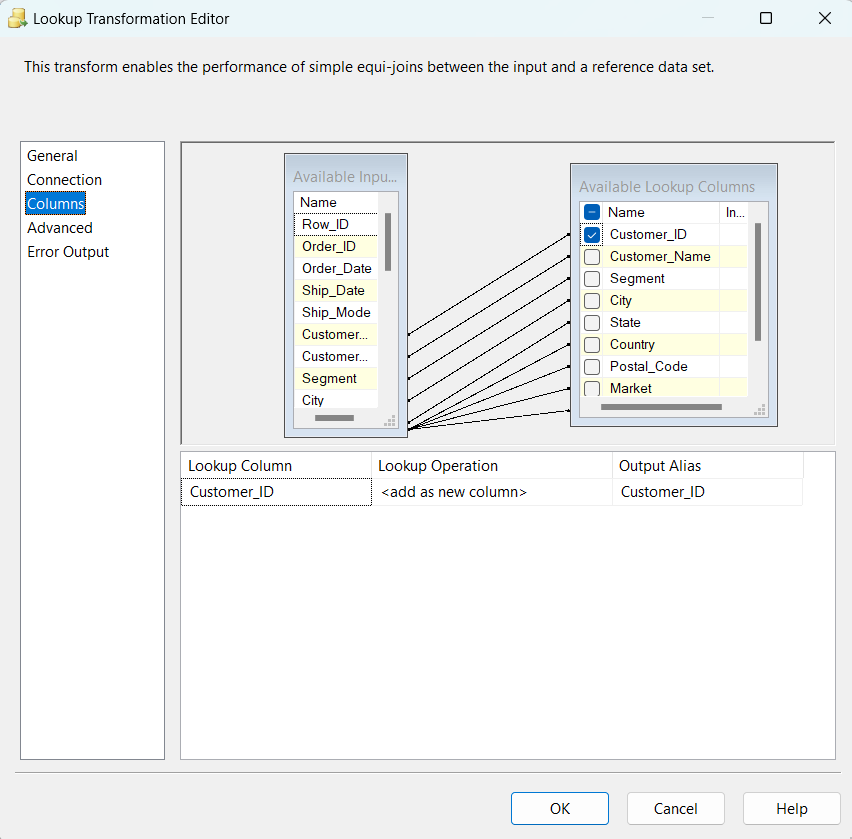 Lookup Transformation Editor
This transform enables the performance of simple equi-joins between the input and a reference data set.
General
Connection
Columns
Advanced
Error Output
Available Inpu...
Name
Row_ID
Order_ID
Order_Date
Ship_Date
Ship_Mode
Customer...
Customer...
Segment
City
Available Lookup Columns
Name In...
Customer_ID
Customer_Name
Segment
City
State
Country
Postal_Code
Market
Lookup Column Lookup Operation Output Alias
Customer_ID <add as new column> Customer_ID
OK Cancel Help